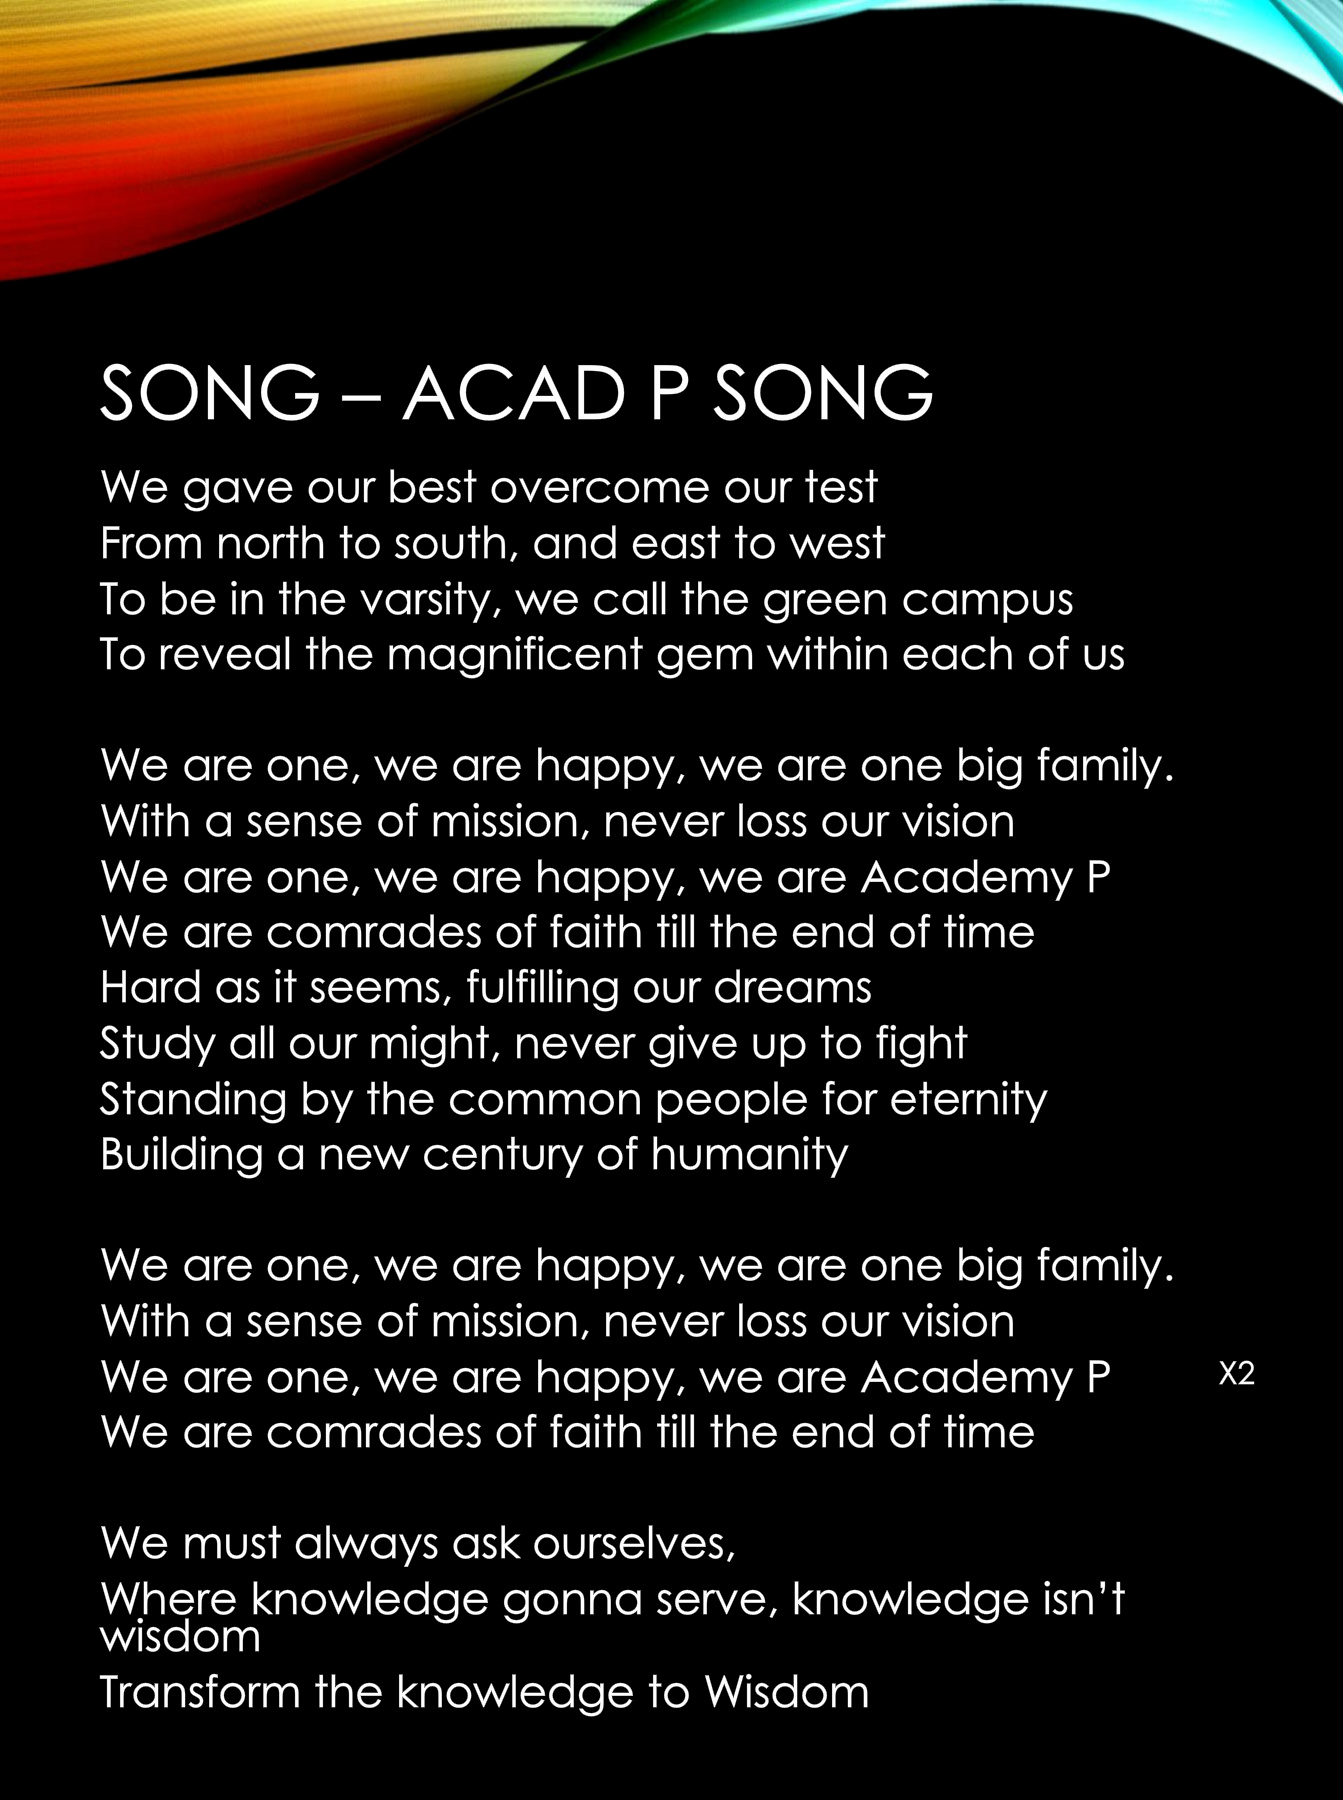 SONG – ACAD P SONG
We gave our best overcome our test
From north to south, and east to west
To be in the varsity, we call the green campus
To reveal the magnificent gem within each of us
We are one, we are happy, we are one big family.
With a sense of mission, never loss our vision
We are one, we are happy, we are Academy P
We are comrades of faith till the end of time
Hard as it seems, fulfilling our dreams
Study all our might, never give up to fight
Standing by the common people for eternity
Building a new century of humanity
We are one, we are happy, we are one big family.
With a sense of mission, never loss our vision
We are one, we are happy, we are Academy P
X2
We are comrades of faith till the end of time
We must always ask ourselves,
Where knowledge gonna serve, knowledge isn’t
wisdom
Transform the knowledge to Wisdom